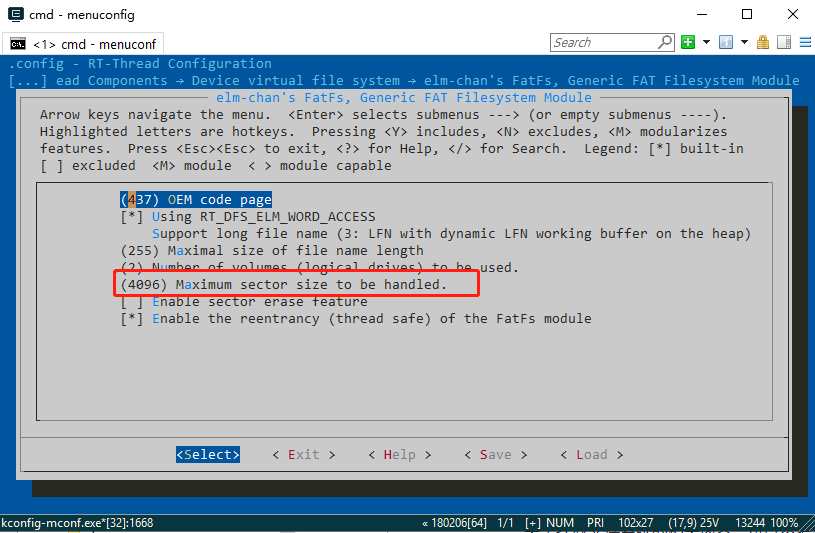 cmd - menuconfig
<1> cmd - menuconf
Search
.config - RT-Thread Configuration
[...] ead Components → Device virtual file system → elm-chan's FatFs, Generic FAT Filesystem Module
elm-chan's FatFs, Generic FAT Filesystem Module
Arrow keys navigate the menu. <Enter> selects submenus ---> (or empty submenus ----).
Highlighted letters are hotkeys. Pressing <Y> includes, <N> excludes, <M> modularizes
features. Press <Esc><Esc> to exit, <?> for Help, </> for Search. Legend: [*] built-in
[ ] excluded <M> module < > module capable
(437) OEM code page
[*] Using RT_DFS_ELM_WORD_ACCESS
Support long file name (3: LFN with dynamic LFN working buffer on the heap)
(255) Maximal size of file name length
(2) Number of volumes (logical drives) to be used.
(4096) Maximum sector size to be handled.
[ ] Enable sector erase feature
[*] Enable the reentrancy (thread safe) of the FatFs module
<Select> < Exit > < Help > < Save > < Load >
kconfig-mconf.exe*[32]:1668 « 180206[64] 1/1 [+] NUM PRI 102x27 (17,9) 25V 13244 100%